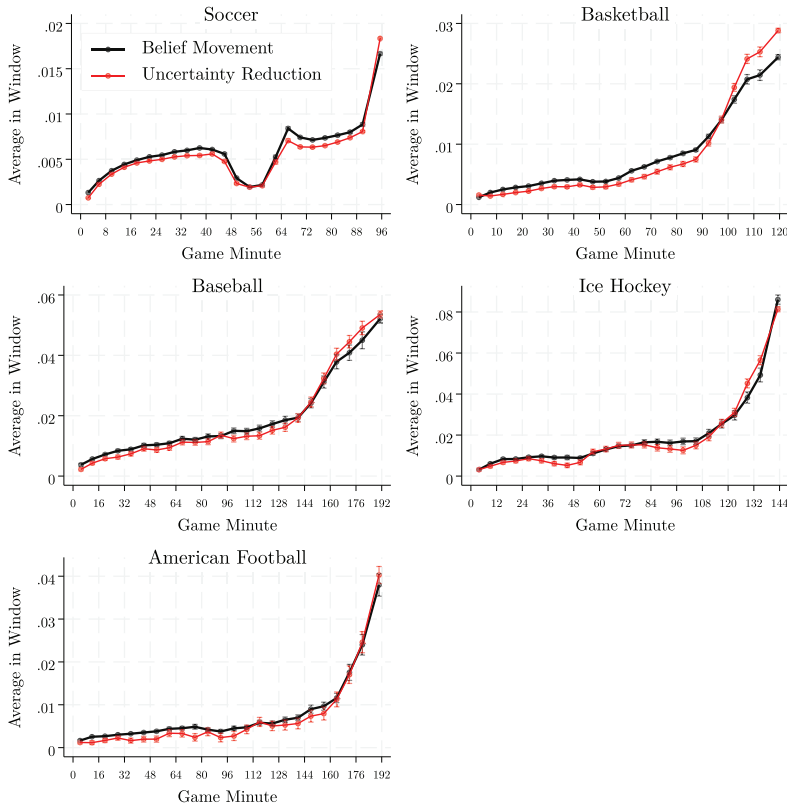 Soccer
Average in Window
.02
.015
.01
.005
0
Belief Movement
Uncertainty Reduction
0 8 16 24 32 40 48 56 64 72 80 88 96
Game Minute
Basketball
Average in Window
.03
.02
.01
0
0 10 20 30 40 50 60 70 80 90 100 110 120
Game Minute
Baseball
Average in Window
.06
.04
.02
0
0 16 32 48 64 80 96 112 128 144 160 176 192
Game Minute
Ice Hockey
Average in Window
.08
.06
.04
.02
0
0 12 24 36 48 60 72 84 96 108 120 132 144
Game Minute
American Football
Average in Window
.04
.03
.02
.01
0
0 16 32 48 64 80 96 112 128 144 160 176 192
Game Minute